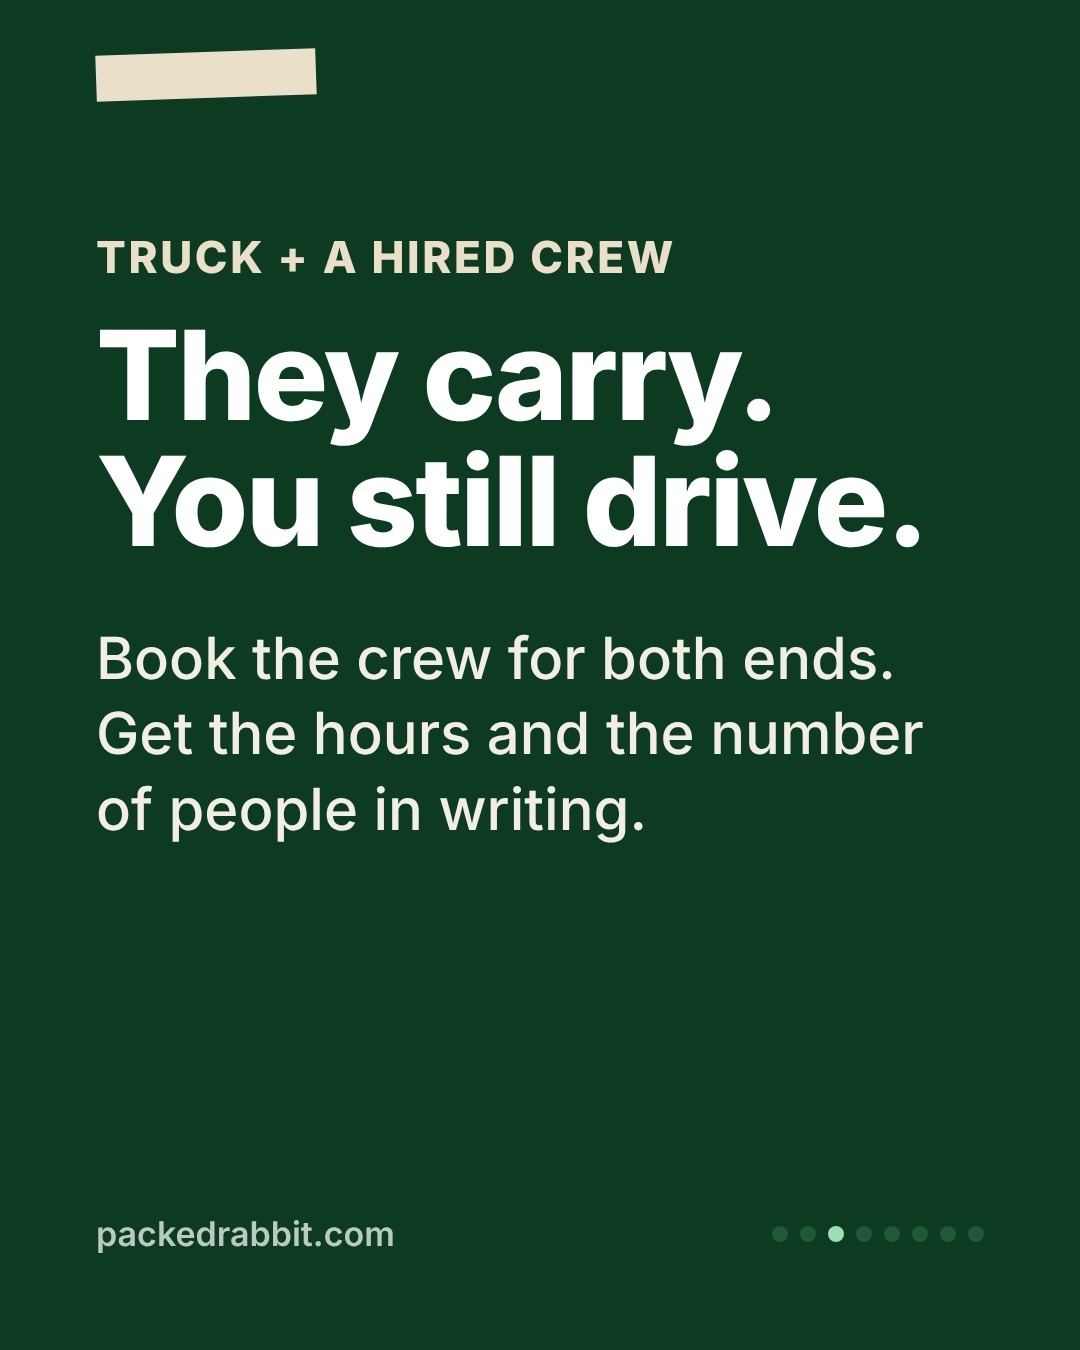 TRUCK + A HIRED CREW
They carry.
You still drive.
Book the crew for both ends.
Get the hours and the number
of people in writing.
packedrabbit.com